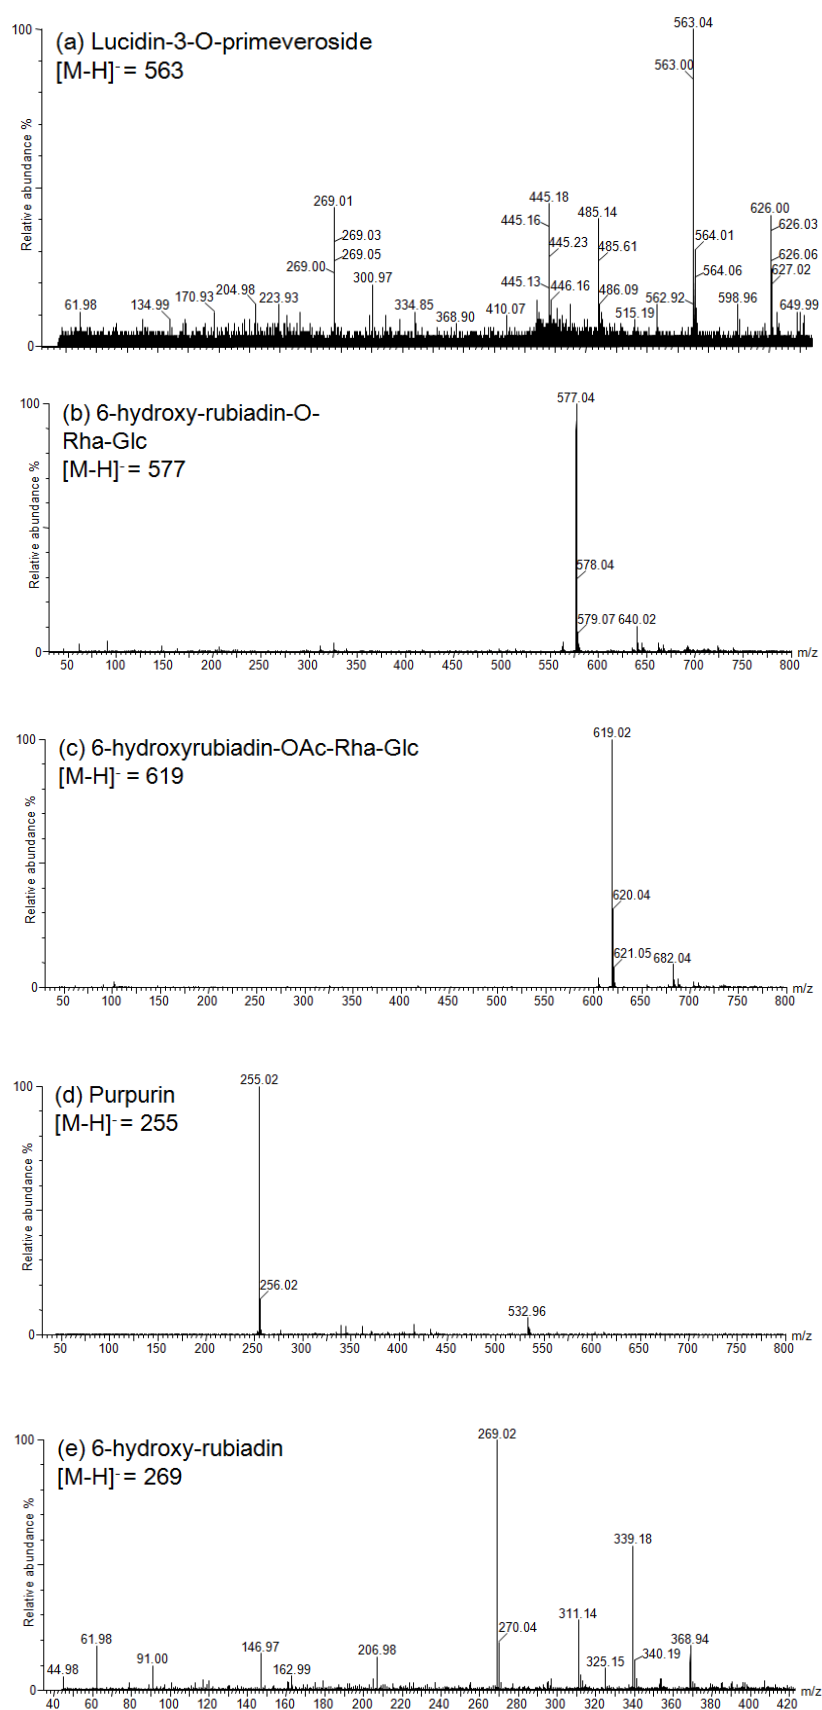 100
(a) Lucidin-3-O-primeveroside
[M-H]- = 563
563.04
563.00
Relative abundance %
269.01
269.03
269.05
269.00
300.97
445.18
445.16
445.23
445.13
446.16
485.14
485.61
486.09
626.00
626.03
626.06
627.02
564.01
564.06
61.98
134.99
170.93
204.98
223.93
334.85
368.90
410.07
515.19
562.92
598.96
649.99
0
100
(b) 6-hydroxy-rubiadin-O-
Rha-Glc
[M-H]- = 577
577.04
Relative abundance %
578.04
579.07
640.02
0
m/z
50 100 150 200 250 300 350 400 450 500 550 600 650 700 750 800
100
(c) 6-hydroxyrubiadin-OAc-Rha-Glc
[M-H]- = 619
619.02
Relative abundance %
620.04
621.05
682.04
0
m/z
50 100 150 200 250 300 350 400 450 500 550 600 650 700 750 800
100
(d) Purpurin
[M-H]- = 255
255.02
Relative abundance %
256.02
532.96
0
m/z
50 100 150 200 250 300 350 400 450 500 550 600 650 700 750 800
100
(e) 6-hydroxy-rubiadin
[M-H]- = 269
269.02
Relative abundance %
339.18
311.14
270.04
368.94
340.19
325.15
61.98
91.00
146.97
206.98
162.99
44.98
0
m/z
40 60 80 100 120 140 160 180 200 220 240 260 280 300 320 340 360 380 400 420